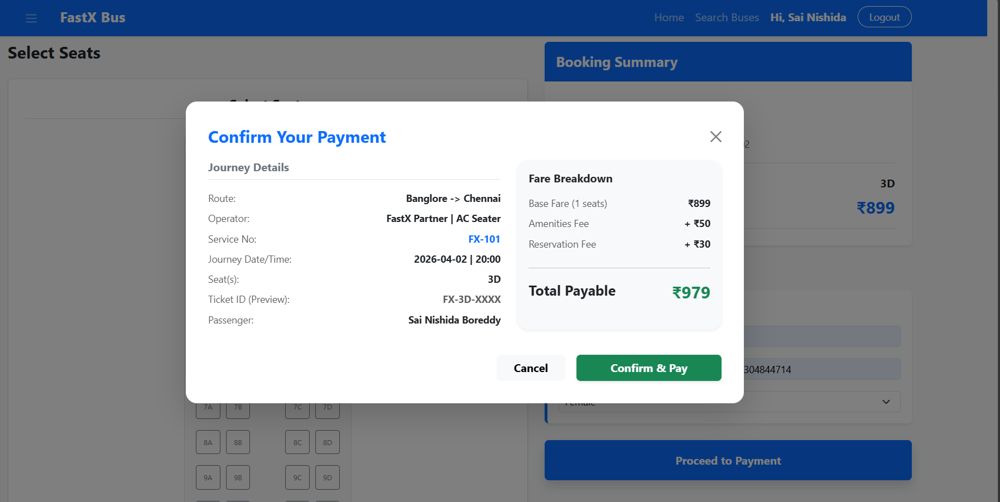 FastX Bus
Home
Search Buses
Hi, Sai Nishida
Logout
Select Seats
Booking Summary
Confirm Your Payment
Journey Details
Route:
Banglore -> Chennai
Operator:
FastX Partner | AC Seater
Service No:
FX-101
Journey Date/Time:
2026-04-02 | 20:00
Seat(s):
3D
Ticket ID (Preview):
FX-3D-XXXX
Passenger:
Sai Nishida Boreddy
Fare Breakdown
Base Fare (1 seats)
₹899
Amenities Fee
+ ₹50
Reservation Fee
+ ₹30
Total Payable
₹979
Cancel
Confirm & Pay
3D
₹899
304844714
7A
7B
7C
7D
8A
8B
8C
8D
9A
9B
9C
9D
Proceed to Payment